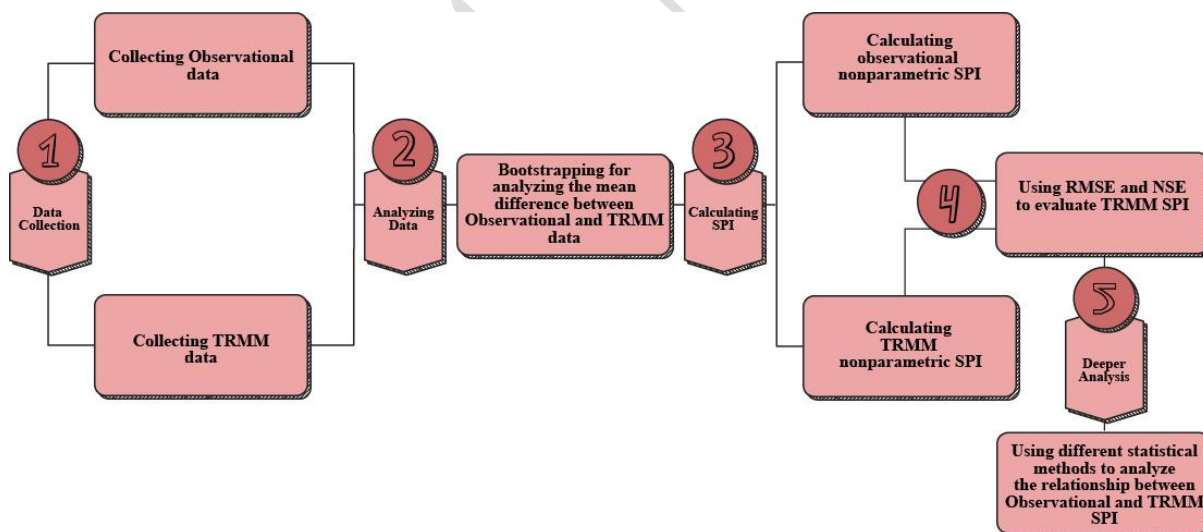 Collecting Observational
data
1
Data
Collection
Collecting TRMM
data
2
Analyzing
Data
Bootstrapping for
analyzing the mean
difference between
Observational and TRMM
data
3
Calculating
SPI
Calculating
observational
nonparametric SPI
Calculating
TRMM
nonparametric SPI
4
Using RMSE and NSE
to evaluate TRMM SPI
5
Deeper
Analysis
Using different statistical
methods to analyze
the relationship between
Observational and TRMM
SPI